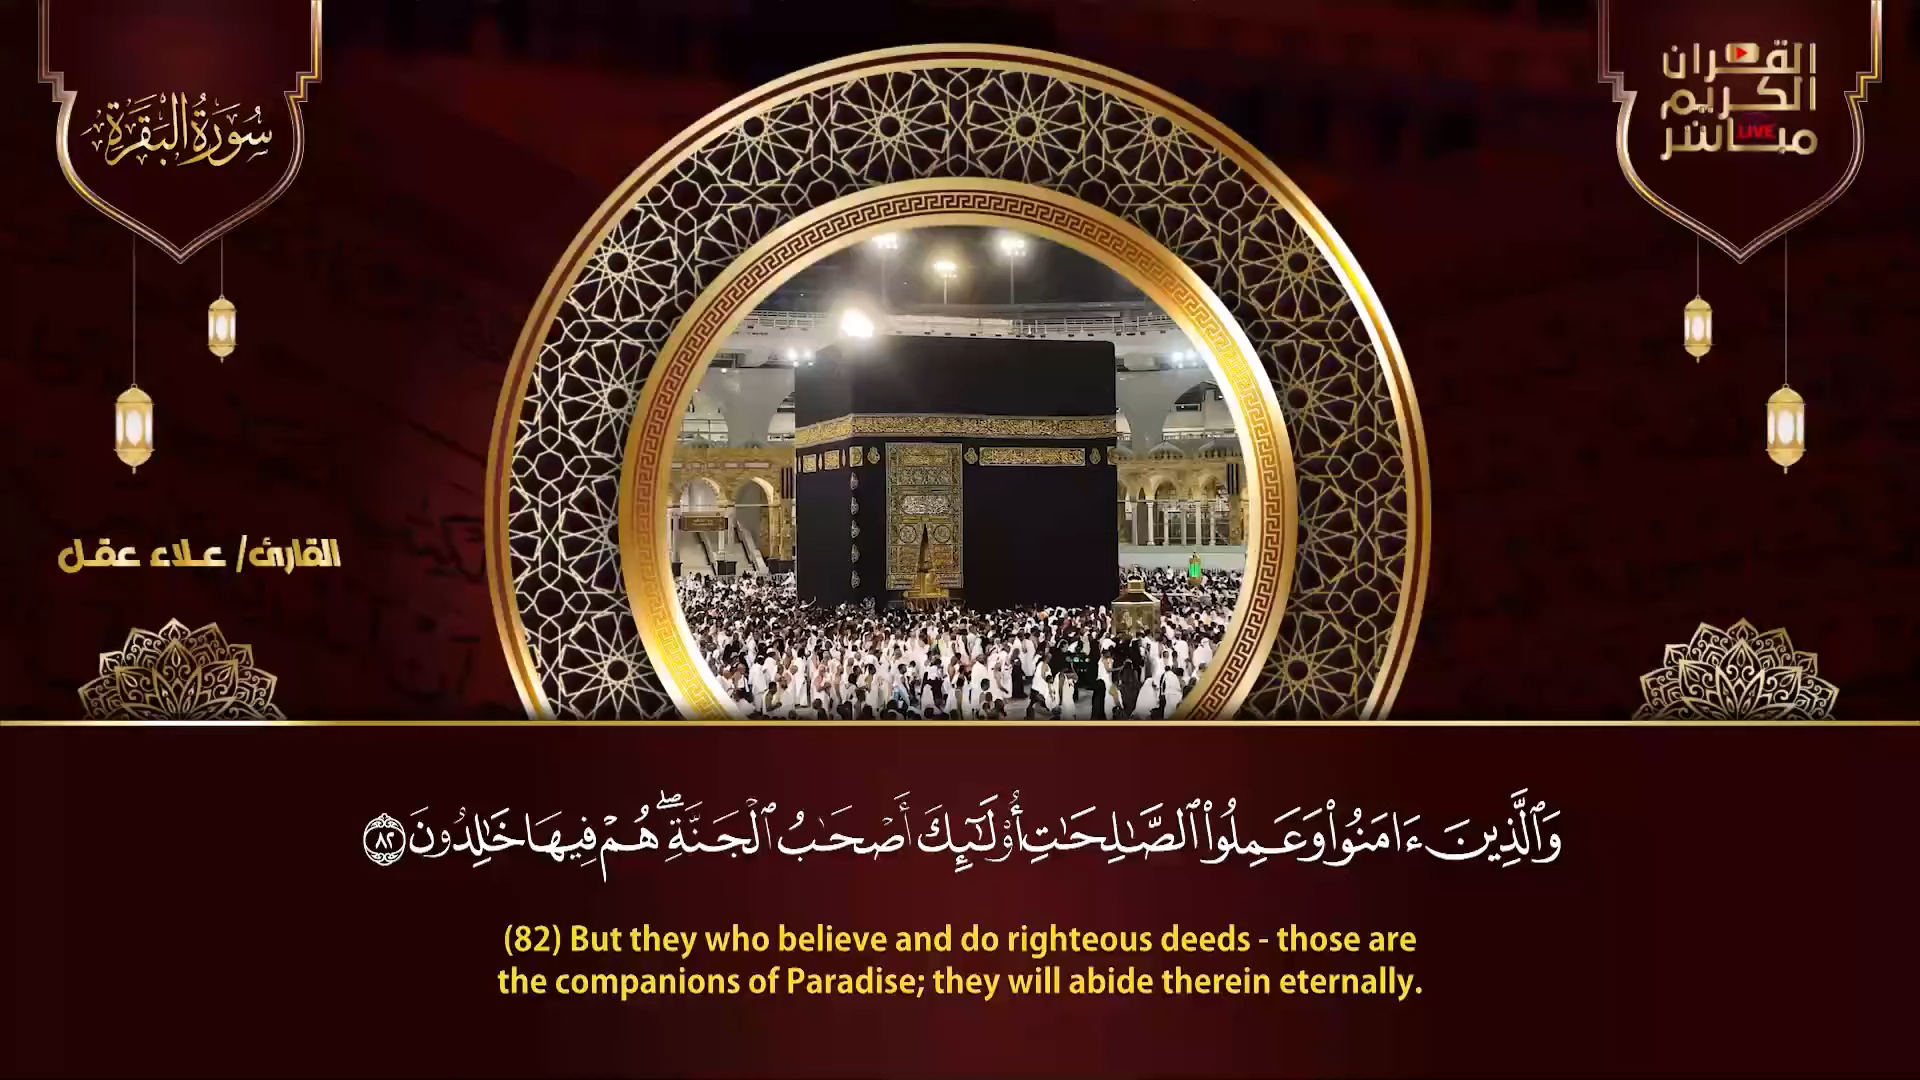 سُورَةُ البَقَرَةِ
القرآن
الكريم
مباشر
LIVE
القارئ/ علاء عقل
وَٱلَّذِينَ ءَامَنُوا۟ وَعَمِلُوا۟ ٱلصَّـٰلِحَـٰتِ أُو۟لَـٰٓئِكَ أَصْحَـٰبُ ٱلْجَنَّةِ ۖ هُمْ فِيهَا خَـٰلِدُونَ ٨٢
(82) But they who believe and do righteous deeds - those are
the companions of Paradise; they will abide therein eternally.